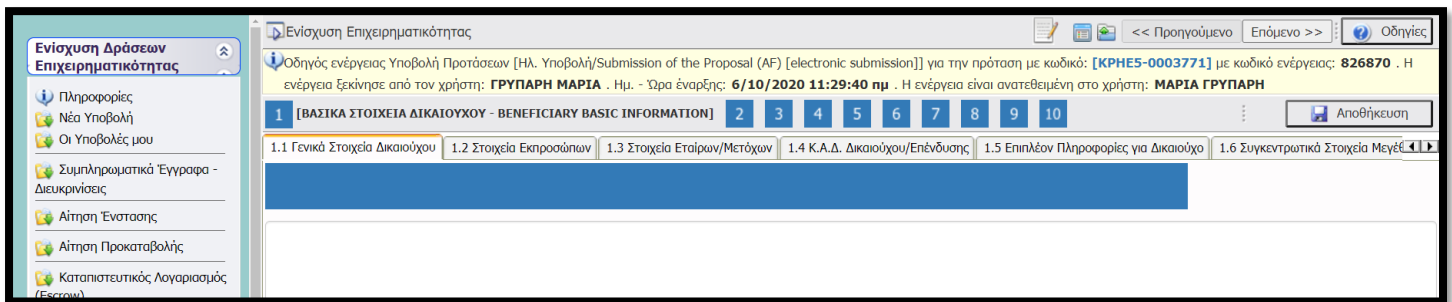 Ενίσχυση Δράσεων
Επιχειρηματικότητας
Πληροφορίες
Νέα Υποβολή
Οι Υποβολές μου
Συμπληρωματικά Έγγραφα -
Διευκρινίσεις
Αίτηση Ένστασης
Αίτηση Προκαταβολής
Καταπιστευτικός Λογαριασμός
(Escrow)
Ενίσχυση Επιχειρηματικότητας
<< Προηγούμενο Επόμενο >> Οδηγίες
Οδηγός ενέργειας Υποβολή Προτάσεων [Ηλ. Υποβολή/Submission of the Proposal (AF) [electronic submission]] για την πρόταση με κωδικό: [ΚΡΗΕ5-0003771] με κωδικό ενέργειας: 826870 . Η
ενέργεια ξεκίνησε από τον χρήστη: ΓΡΥΠΑΡΗ ΜΑΡΙΑ . Ημ. - Ώρα έναρξης: 6/10/2020 11:29:40 πμ . Η ενέργεια είναι ανατεθειμένη στο χρήστη: ΜΑΡΙΑ ΓΡΥΠΑΡΗ
1 [ΒΑΣΙΚΑ ΣΤΟΙΧΕΙΑ ΔΙΚΑΙΟΥΧΟΥ - BENEFICIARY BASIC INFORMATION] 2 3 4 5 6 7 8 9 10 Αποθήκευση
1.1 Γενικά Στοιχεία Δικαιούχου 1.2 Στοιχεία Εκπροσώπων 1.3 Στοιχεία Εταίρων/Μετόχων 1.4 Κ.Α.Δ. Δικαιούχου/Επένδυσης 1.5 Επιπλέον Πληροφορίες για Δικαιούχο 1.6 Συγκεντρωτικά Στοιχεία